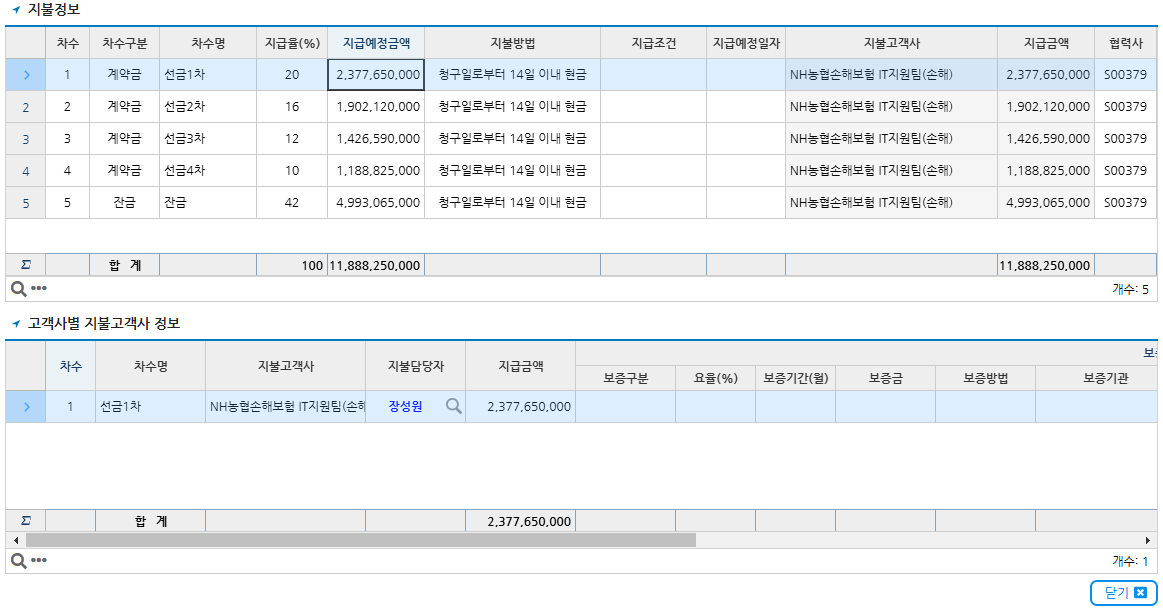 지불정보
차수 차수구분 차수명 지급율(%) 지급예정금액 지불방법 지급조건 지급예정일자 지불고객사 지급금액 협력사
1 계약금 선금1차 20 2,377,650,000 청구일로부터 14일 이내 현금 NH농협손해보험 IT지원팀(손해) 2,377,650,000 S00379
2 2 계약금 선금2차 16 1,902,120,000 청구일로부터 14일 이내 현금 NH농협손해보험 IT지원팀(손해) 1,902,120,000 S00379
3 3 계약금 선금3차 12 1,426,590,000 청구일로부터 14일 이내 현금 NH농협손해보험 IT지원팀(손해) 1,426,590,000 S00379
4 4 계약금 선금4차 10 1,188,825,000 청구일로부터 14일 이내 현금 NH농협손해보험 IT지원팀(손해) 1,188,825,000 S00379
5 5 잔금 잔금 42 4,993,065,000 청구일로부터 14일 이내 현금 NH농협손해보험 IT지원팀(손해) 4,993,065,000 S00379
Σ 합 계 100 11,888,250,000 11,888,250,000
개수: 5
고객사별 지불고객사 정보
차수 차수명 지불고객사 지불담당자 지급금액
보증구분 요율(%) 보증기간(월) 보증금 보증방법 보증기관
1 선금1차 NH농협손해보험 IT지원팀(손해 장성원 2,377,650,000
Σ 합 계 2,377,650,000
개수: 1
닫기